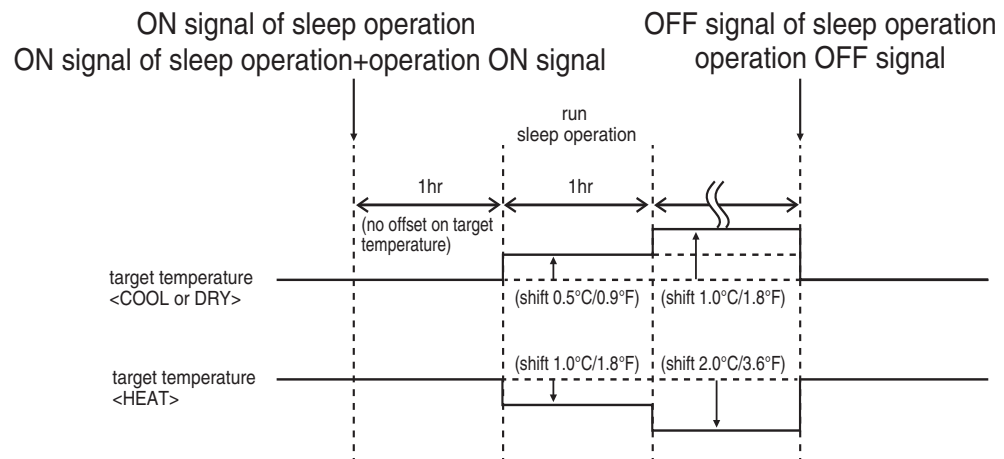 ON signal of sleep operation
ON signal of sleep operation+operation ON signal
OFF signal of sleep operation
operation OFF signal
run
sleep operation
1hr
1hr
(no offset on target
temperature)
target temperature
<COOL or DRY>
(shift 0.5°C/0.9°F)
(shift 1.0°C/1.8°F)
target temperature
<HEAT>
(shift 1.0°C/1.8°F)
(shift 2.0°C/3.6°F)